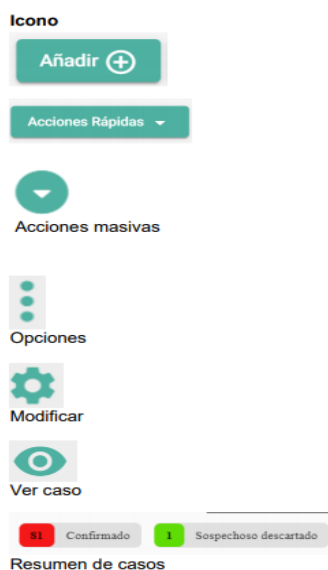 Icono
Añadir
Acciones Rápidas
Acciones masivas
Opciones
Modificar
Ver caso
81 Confirmado 1 Sospechoso descartado
Resumen de casos